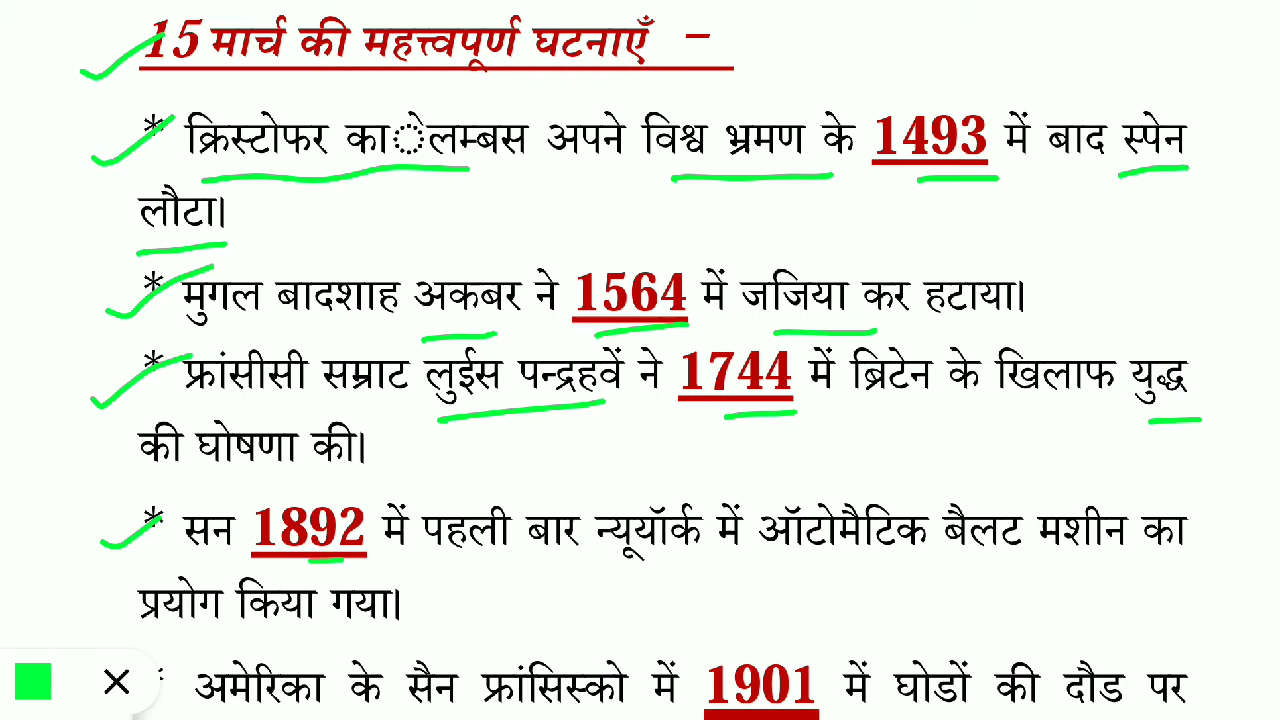 15 मार्च की महत्त्वपूर्ण घटनाएँ –
* क्रिस्टोफर काेलम्बस अपने विश्व भ्रमण के 1493 में बाद स्पेन
लौटा।
* मुगल बादशाह अकबर ने 1564 में जजिया कर हटाया।
* फ्रांसीसी सम्राट लुईस पन्द्रहवें ने 1744 में ब्रिटेन के खिलाफ युद्ध
की घोषणा की।
* सन 1892 में पहली बार न्यूयॉर्क में ऑटोमैटिक बैलट मशीन का
प्रयोग किया गया।
* अमेरिका के सैन फ्रांसिस्को में 1901 में घोडों की दौड पर